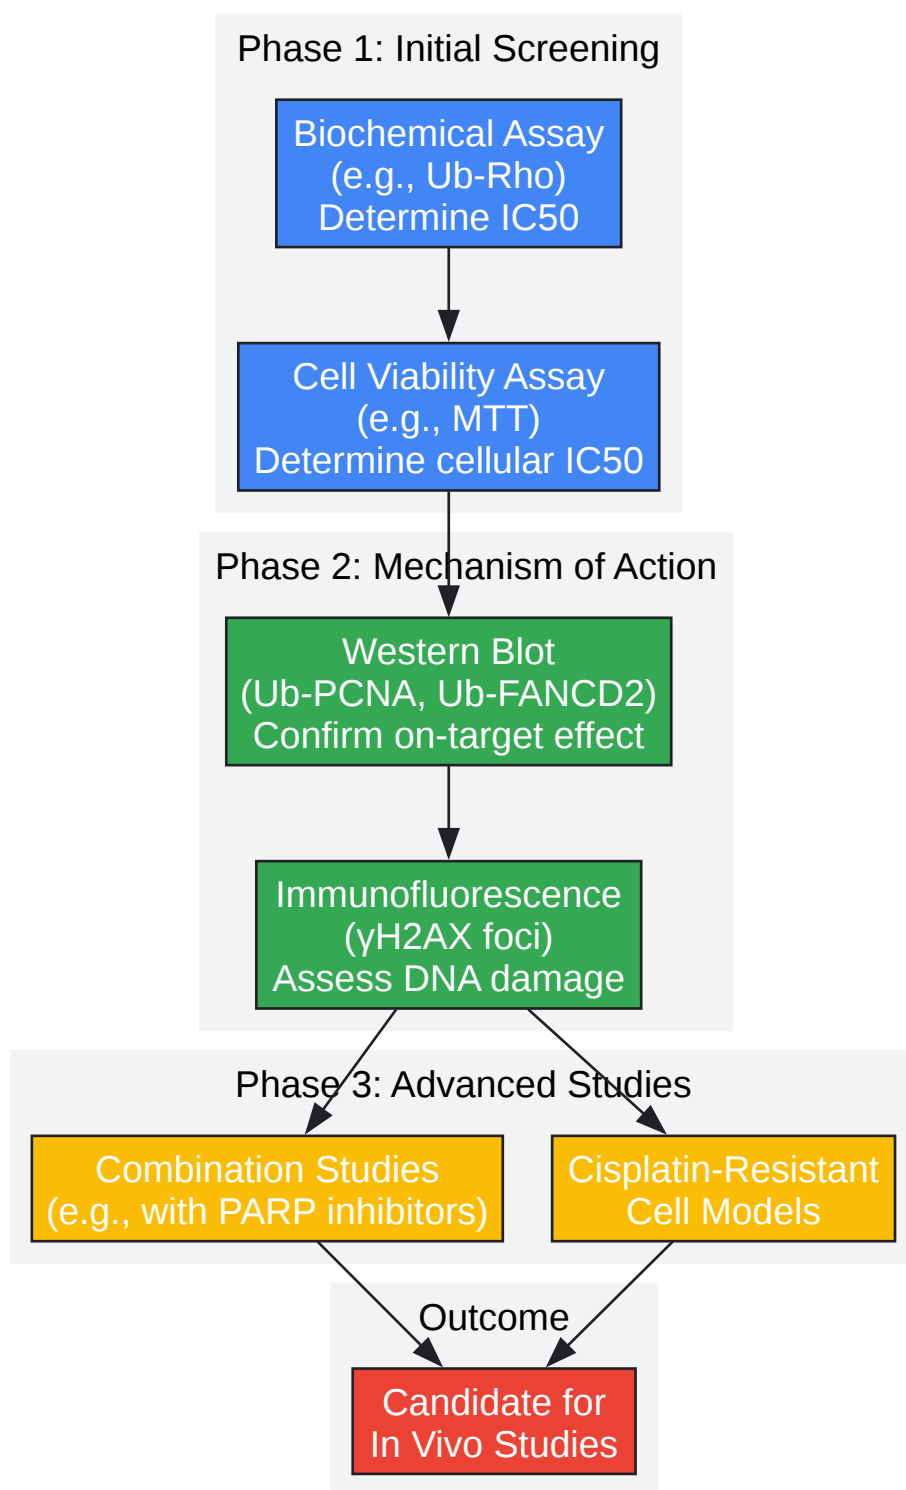 Phase 1: Initial Screening
Biochemical Assay
(e.g., Ub-Rho)
Determine IC50
Cell Viability Assay
(e.g., MTT)
Determine cellular IC50
Phase 2: Mechanism of Action
Western Blot
(Ub-PCNA, Ub-FANCD2)
Confirm on-target effect
Immunofluorescence
(γH2AX foci)
Assess DNA damage
Phase 3: Advanced Studies
Combination Studies
(e.g., with PARP inhibitors)
Cisplatin-Resistant
Cell Models
Outcome
Candidate for
In Vivo Studies